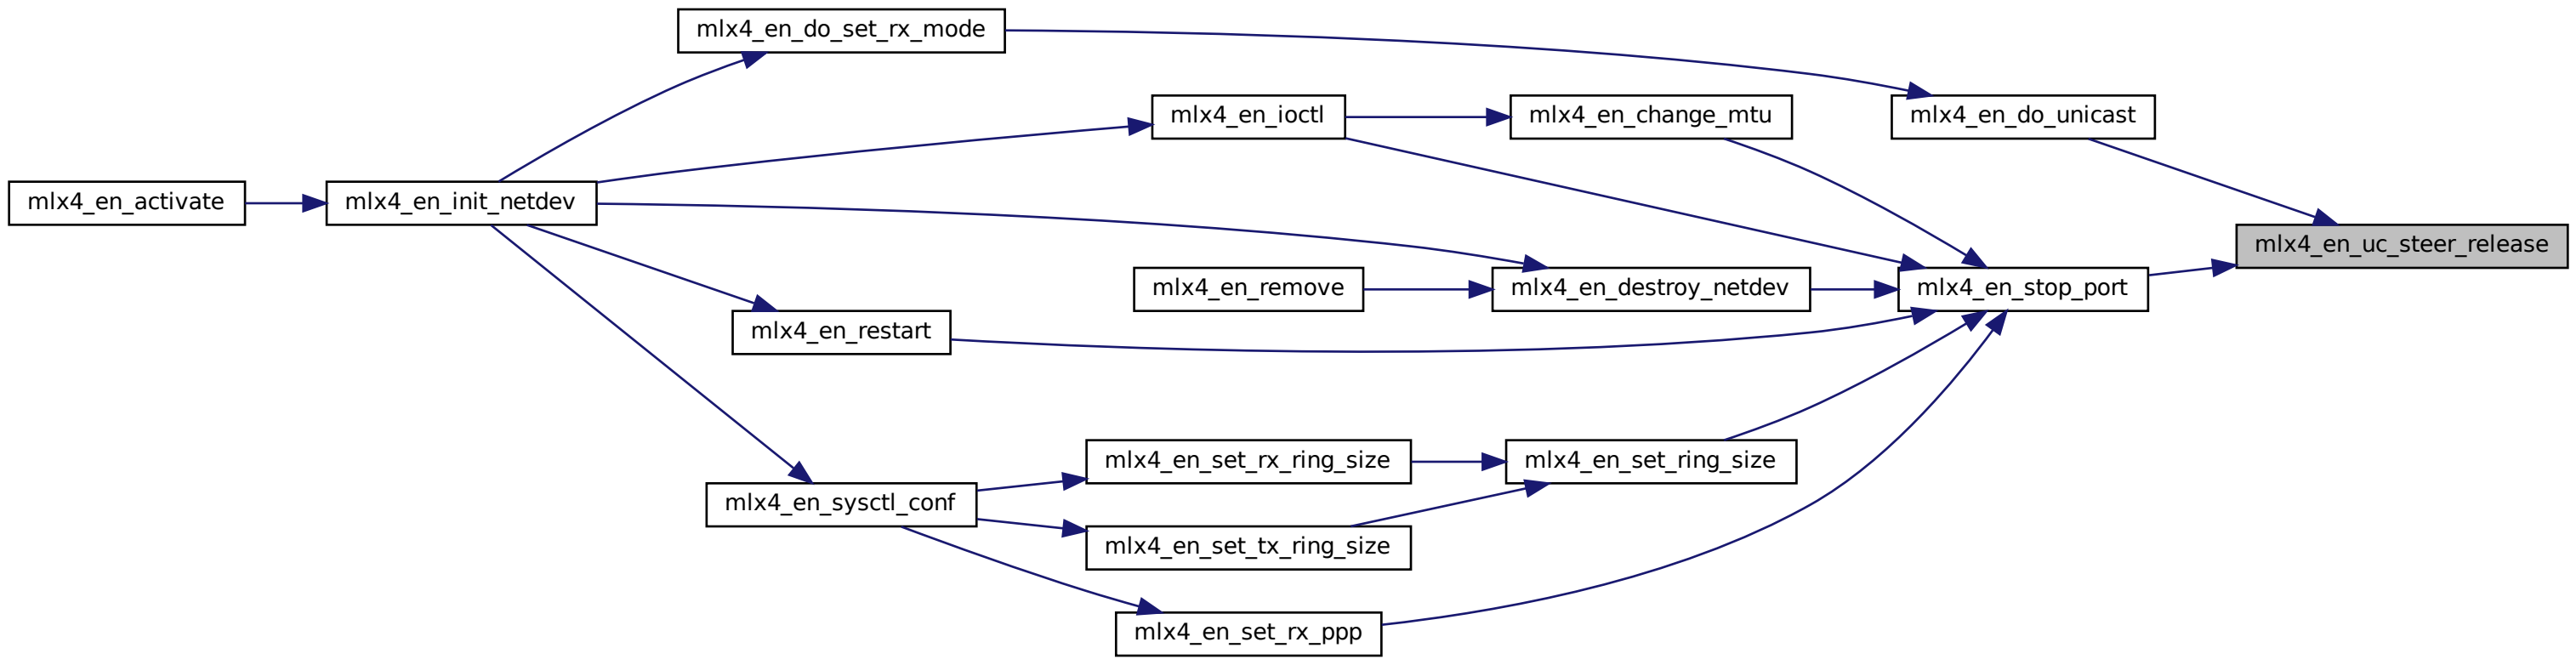 mlx4_en_do_set_rx_mode
mlx4_en_ioctl
mlx4_en_change_mtu
mlx4_en_do_unicast
mlx4_en_activate
mlx4_en_init_netdev
mlx4_en_uc_steer_release
mlx4_en_remove
mlx4_en_destroy_netdev
mlx4_en_stop_port
mlx4_en_restart
mlx4_en_set_rx_ring_size
mlx4_en_set_ring_size
mlx4_en_sysctl_conf
mlx4_en_set_tx_ring_size
mlx4_en_set_rx_ppp